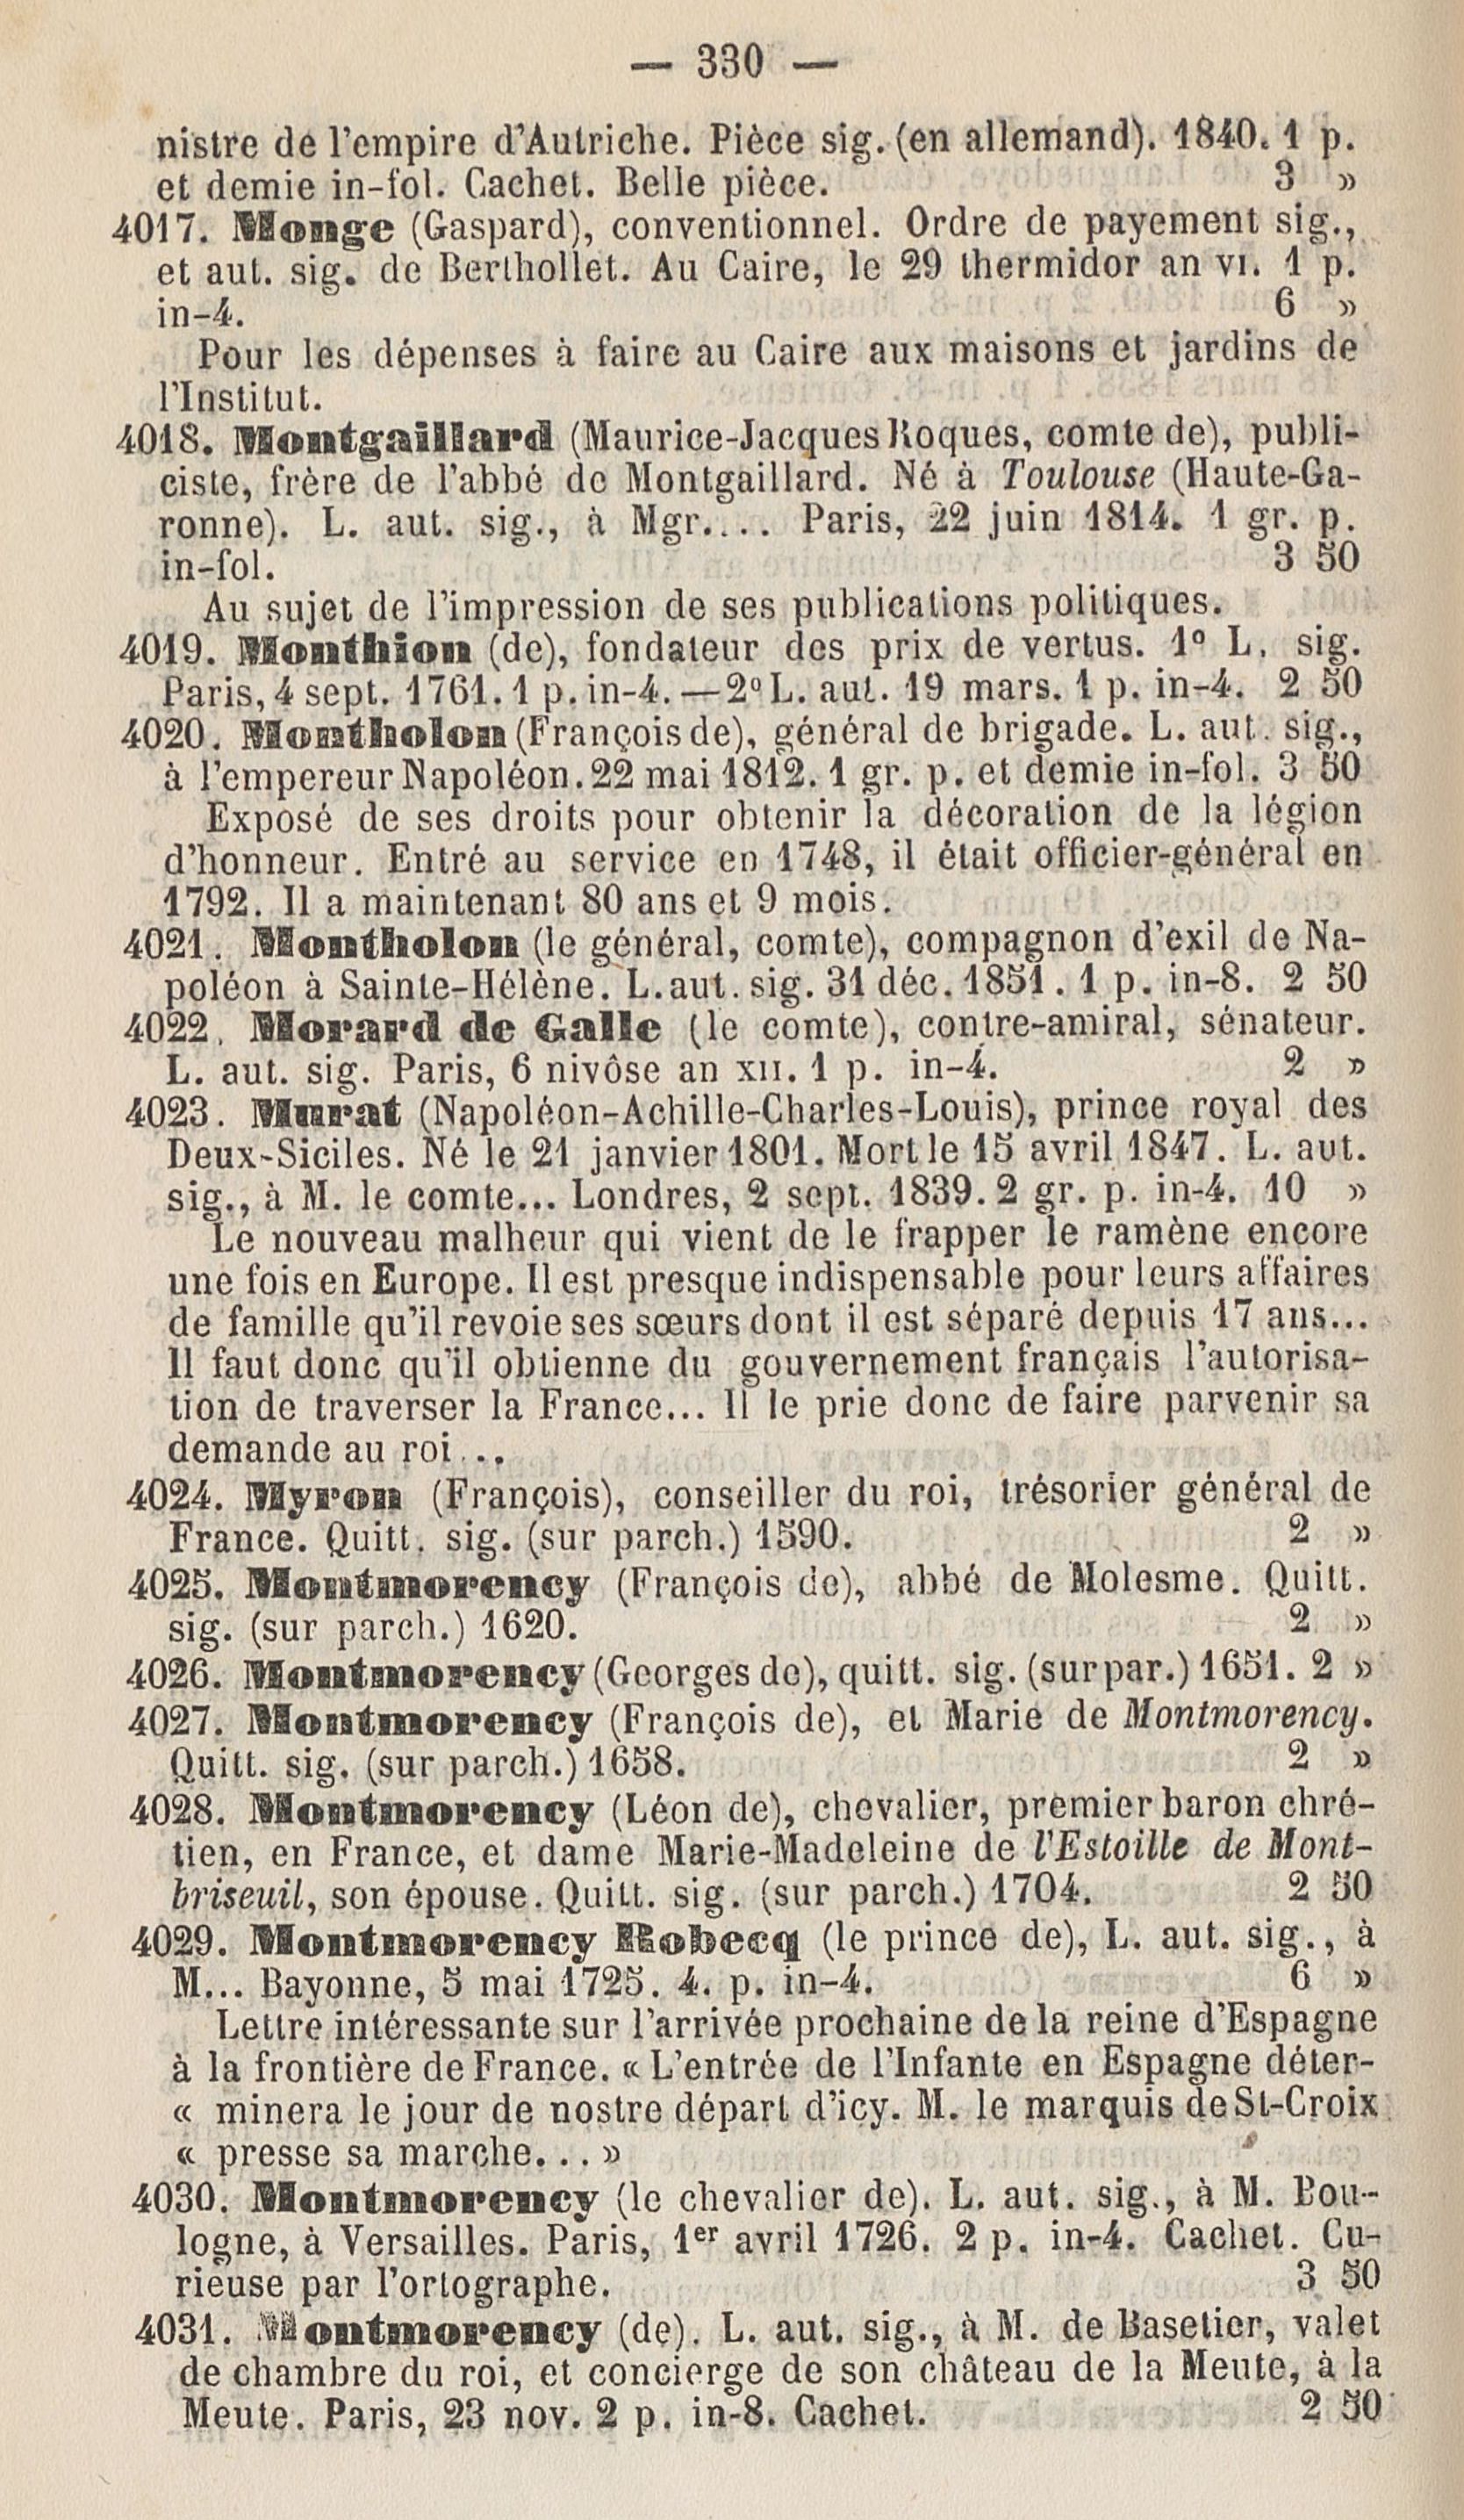 — 330 —
nistre de l'empire d'Autriche. Pièce sig. (en allemand). 1840. 1 p.
et demie in-fol. Cachet. Belle pièce. 3 »
4017. Monge (Gaspard), conventionnel. Ordre de payement sig.,
et aut. sig. de Berthollet. Au Caire, le 29 thermidor an VI. 1 p.
in-4. 6 »
Pour les dépenses à faire au Caire aux maisons et jardins de
l'Institut.
4018. Montgaillard (Maurice-Jacques Roques, comte de), publi-
ciste, frère de l'abbé de Montgaillard. Né à Toulouse (Haute-Ga-
ronne). L. aut. sig., à Mgr.... Paris, 22 juin 1814. 1 gr. p.
in-fol. 3 50
Au sujet de l'impression de ses publications politiques.
4019. Monthion (de), fondateur des prix de vertus. 1º L. sig.
Paris, 4 sept. 1761. 1 p. in-4. — 2º L. aut. 19 mars. 1 p. in-4. 2 50
4020. Montholon (François de), général de brigade. L. aut. sig.,
à l'empereur Napoléon. 22 mai 1812. 1 gr. p. et demie in-fol. 3 50
Exposé de ses droits pour obtenir la décoration de la légion
d'honneur. Entré au service en 1748, il était officier-général en
1792. Il a maintenant 80 ans et 9 mois.
4021. Montholon (le général, comte), compagnon d'exil de Na-
poléon à Sainte-Hélène. L. aut. sig. 31 déc. 1851. 1 p. in-8. 2 50
4022. Morard de Galle (le comte), contre-amiral, sénateur.
L. aut. sig. Paris, 6 nivôse an XII. 1 p. in-4. 2 »
4023. Murat (Napoléon-Achille-Charles-Louis), prince royal des
Deux-Siciles. Né le 21 janvier 1801. Mort le 15 avril 1847. L. aut.
sig., à M. le comte... Londres, 2 sept. 1839. 2 gr. p. in-4. 10 »
Le nouveau malheur qui vient de le frapper le ramène encore
une fois en Europe. Il est presque indispensable pour leurs affaires
de famille qu'il revoie ses sœurs dont il est séparé depuis 17 ans...
Il faut donc qu'il obtienne du gouvernement français l'autorisa-
tion de traverser la France... Il le prie donc de faire parvenir sa
demande au roi...
4024. Myron (François), conseiller du roi, trésorier général de
France. Quitt. sig. (sur parch.) 1590. 2 »
4025. Montmorency (François de), abbé de Molesme. Quitt.
sig. (sur parch.) 1620. 2 »
4026. Montmorency (Georges de), quitt. sig. (sur par.) 1651. 2 »
4027. Montmorency (François de), et Marie de Montmorency.
Quitt. sig. (sur parch.) 1658. 2 »
4028. Montmorency (Léon de), chevalier, premier baron chré-
tien, en France, et dame Marie-Madeleine de l'Estoille de Mont-
briseuil, son épouse. Quitt. sig. (sur parch.) 1704. 2 50
4029. Montmorency Robecq (le prince de), L. aut. sig., à
M... Bayonne, 5 mai 1725. 4. p. in-4. 6 »
Lettre intéressante sur l'arrivée prochaine de la reine d'Espagne
à la frontière de France. « L'entrée de l'Infante en Espagne déter-
« minera le jour de nostre départ d'icy. M. le marquis de St-Croix
« presse sa marche... »
4030. Montmorency (le chevalier de). L. aut. sig., à M. Bou-
logne, à Versailles. Paris, 1er avril 1726. 2 p. in-4. Cachet. Cu-
rieuse par l'ortographe. 3 50
4031. Montmorency (de). L. aut. sig., à M. de Basetier, valet
de chambre du roi, et concierge de son château de la Meute, à la
Meute. Paris, 23 nov. 2 p. in-8. Cachet. 2 50